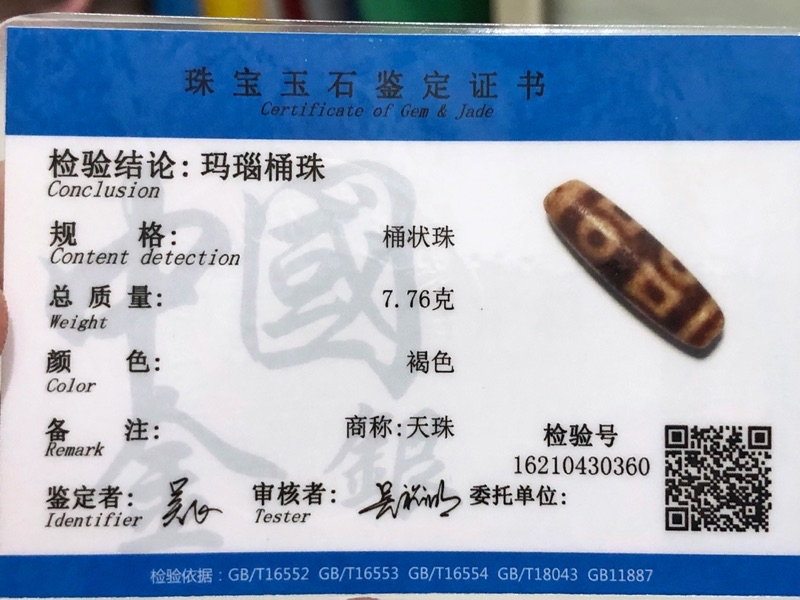 珠宝玉石鉴定证书
Certificate of Gem & Jade
检验结论: 玛瑙桶珠
Conclusion
规 格: 桶状珠
Content detection
总 质 量: 7.76克
Weight
颜 色: 褐色
Color
备 注: 商称:天珠
Remark
检验号
16210430360
鉴定者: 审核者: 委托单位:
Identifier Tester
检验依据: GB/T16552 GB/T16553 GB/T16554 GB/T18043 GB11887
中國
金銀